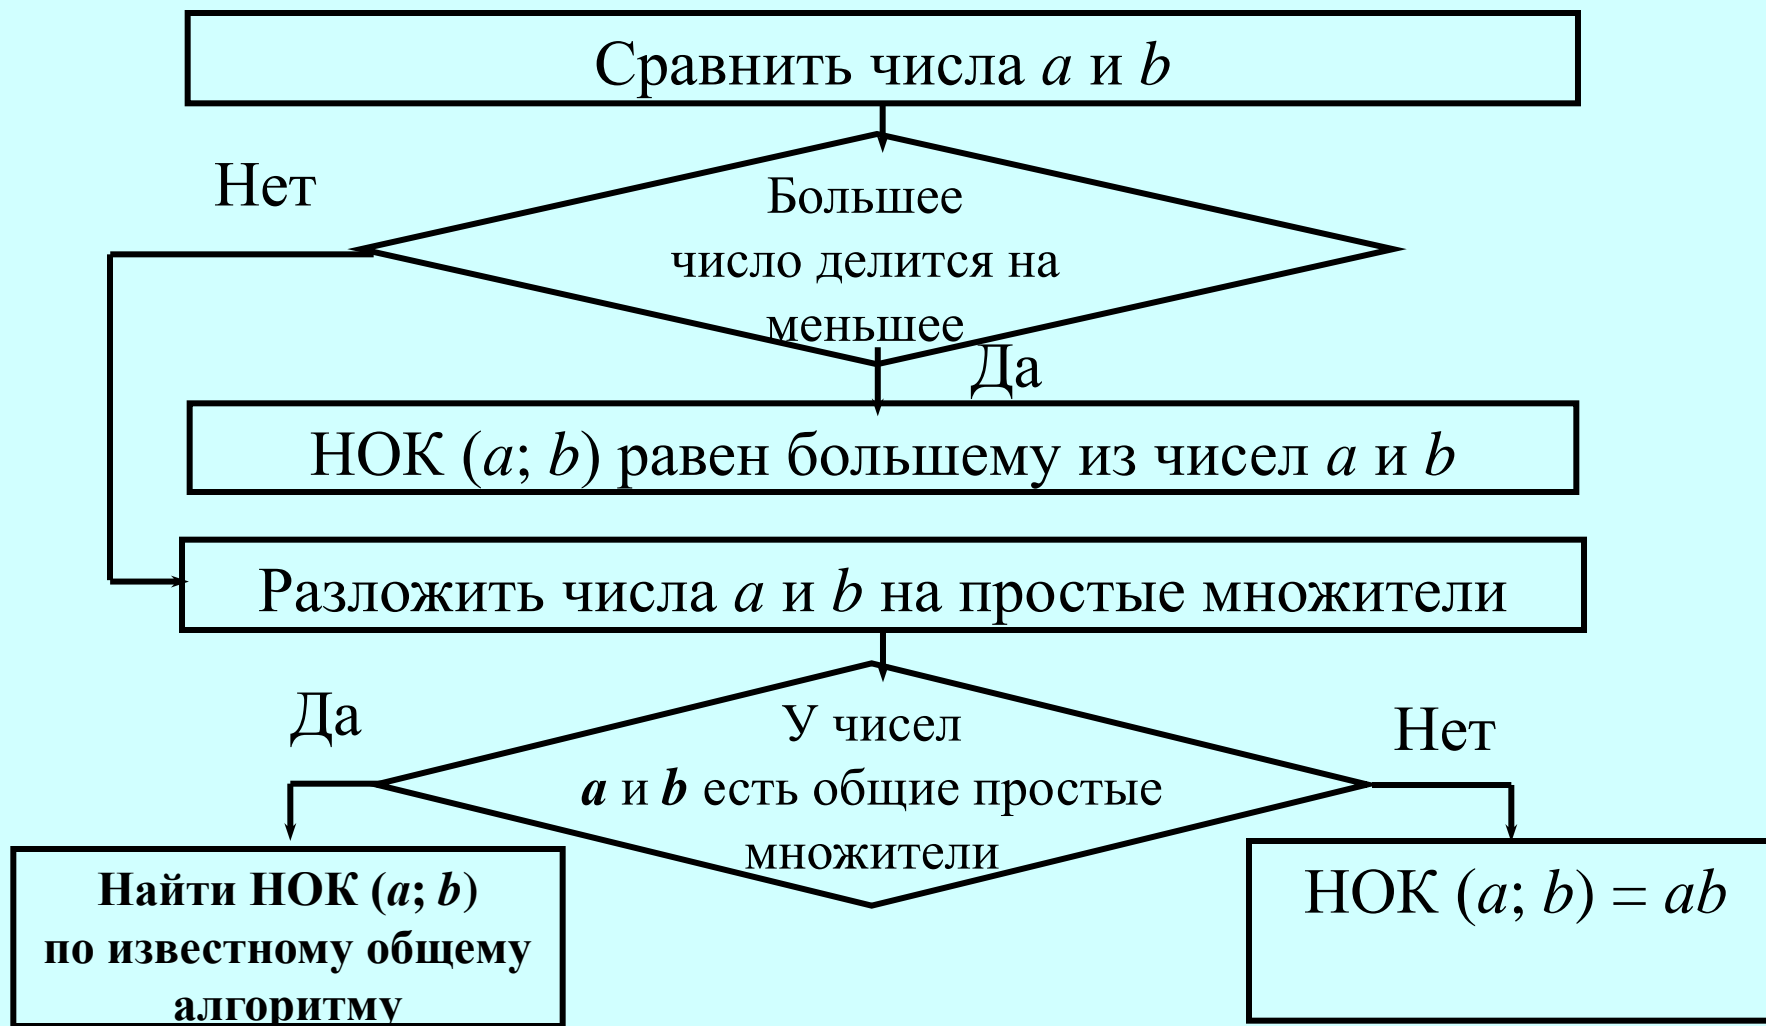 Сравнить числа a и b
Нет
Большее
число делится на
меньшее
Да
НОК (a; b) равен большему из чисел a и b
Разложить числа a и b на простые множители
Да
У чисел
a и b есть общие простые
множители
Нет
Найти НОК (a; b)
по известному общему
алгоритму
НОК (a; b) = ab